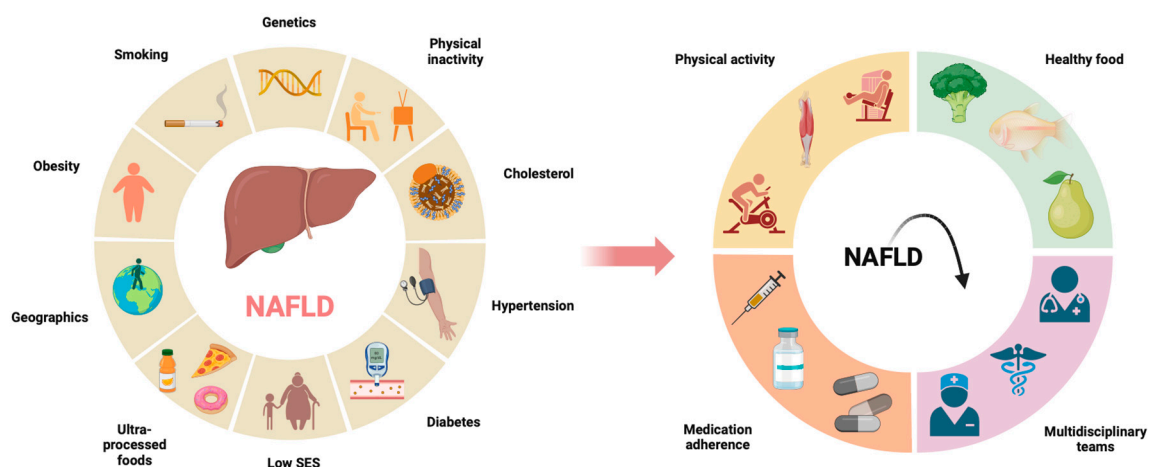 Genetics
Smoking
Physical
inactivity
Obesity
Cholesterol
NAFLD
Geographics
Hypertension
Ultra-
processed
foods
Low SES
Diabetes
Physical activity
Healthy food
NAFLD
Medication
adherence
Multidisciplinary
teams